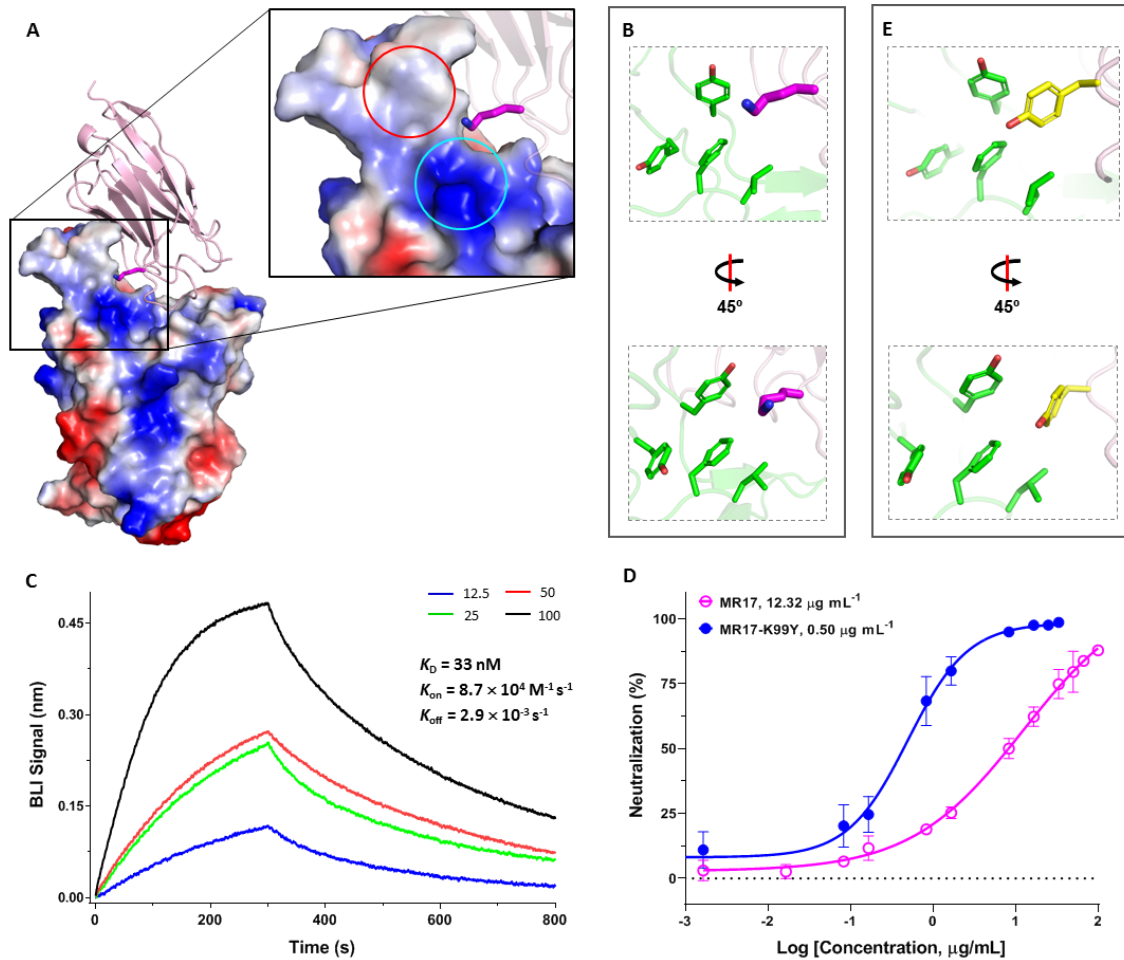 A
B
E
45º
45º
45º
45º
C
12.5
50
25
100
K_D = 33 nM
K_on = 8.7 × 10⁴ M⁻¹ s⁻¹
K_off = 2.9 × 10⁻³ s⁻¹
BLI Signal (nm)
0.45
0.30
0.15
0.00
0
200
400
600
800
Time (s)
D
MR17, 12.32 μg mL⁻¹
MR17-K99Y, 0.50 μg mL⁻¹
Neutralization (%)
100
75
50
25
0
-3
-1
0
1
2
Log [Concentration, μg/mL]